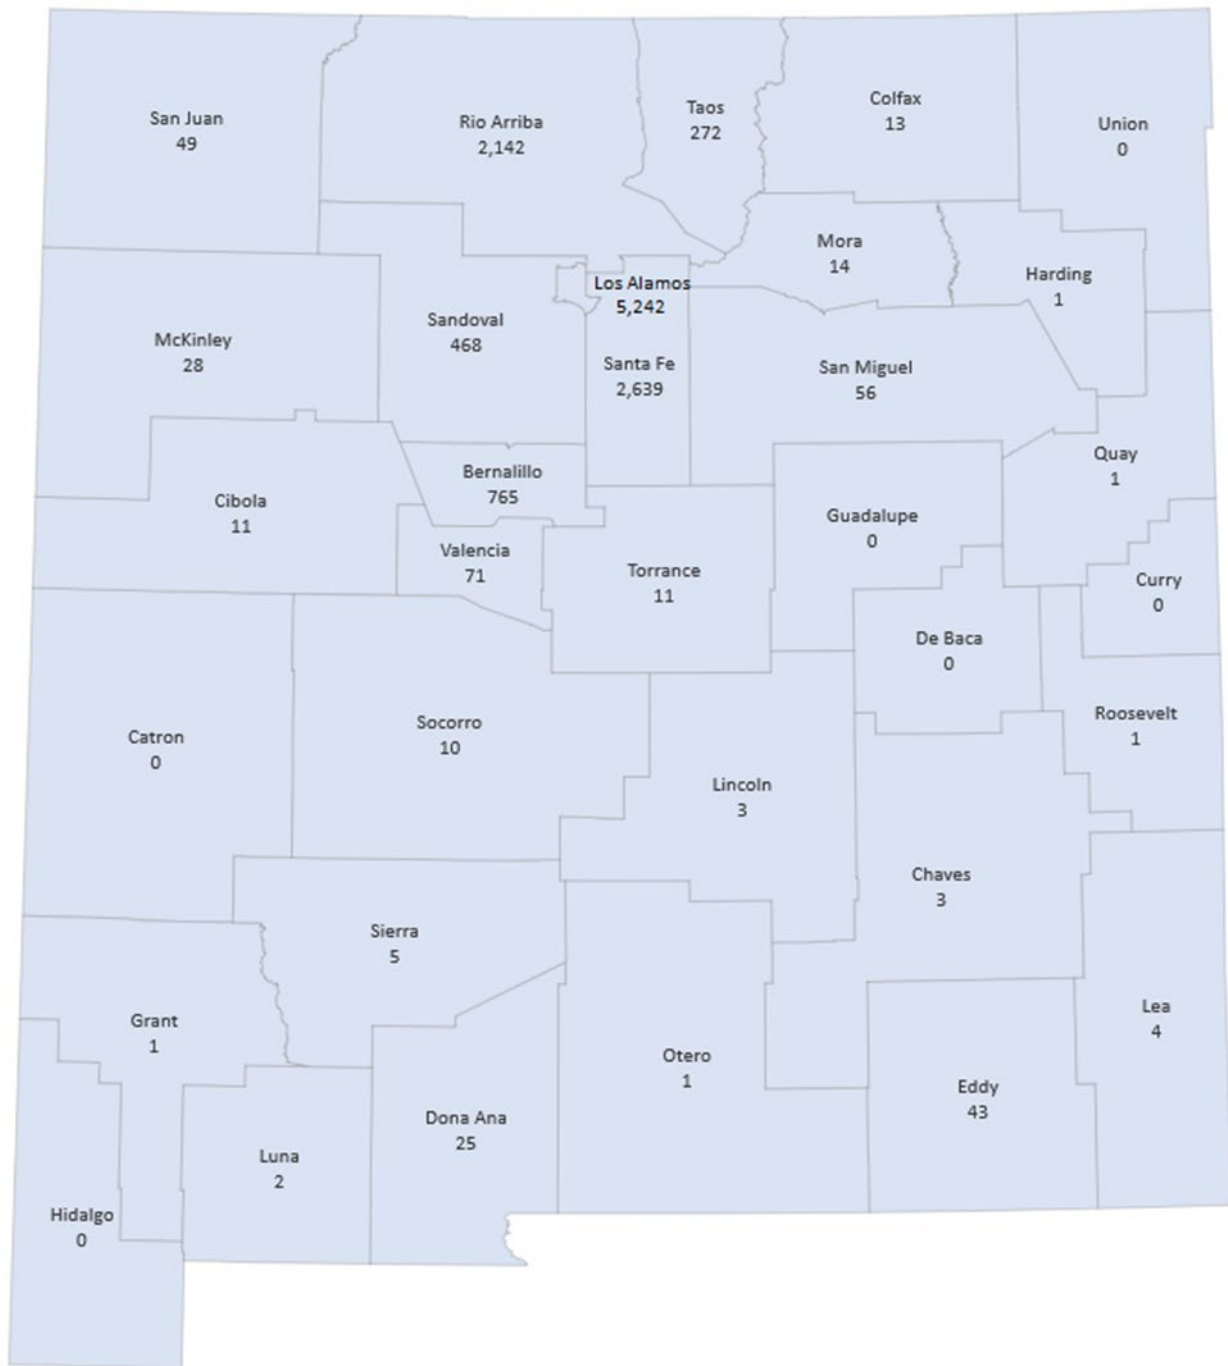 San Juan
49
Rio Arriba
2,142
Taos
272
Colfax
13
Union
0
Mora
14
Harding
1
Los Alamos
5,242
McKinley
28
Sandoval
468
Santa Fe
2,639
San Miguel
56
Quay
1
Bernalillo
765
Cibola
11
Guadalupe
0
Valencia
71
Torrance
11
Curry
0
De Baca
0
Roosevelt
1
Catron
0
Socorro
10
Lincoln
3
Chaves
3
Sierra
5
Lea
4
Grant
1
Otero
1
Eddy
43
Dona Ana
25
Luna
2
Hidalgo
0